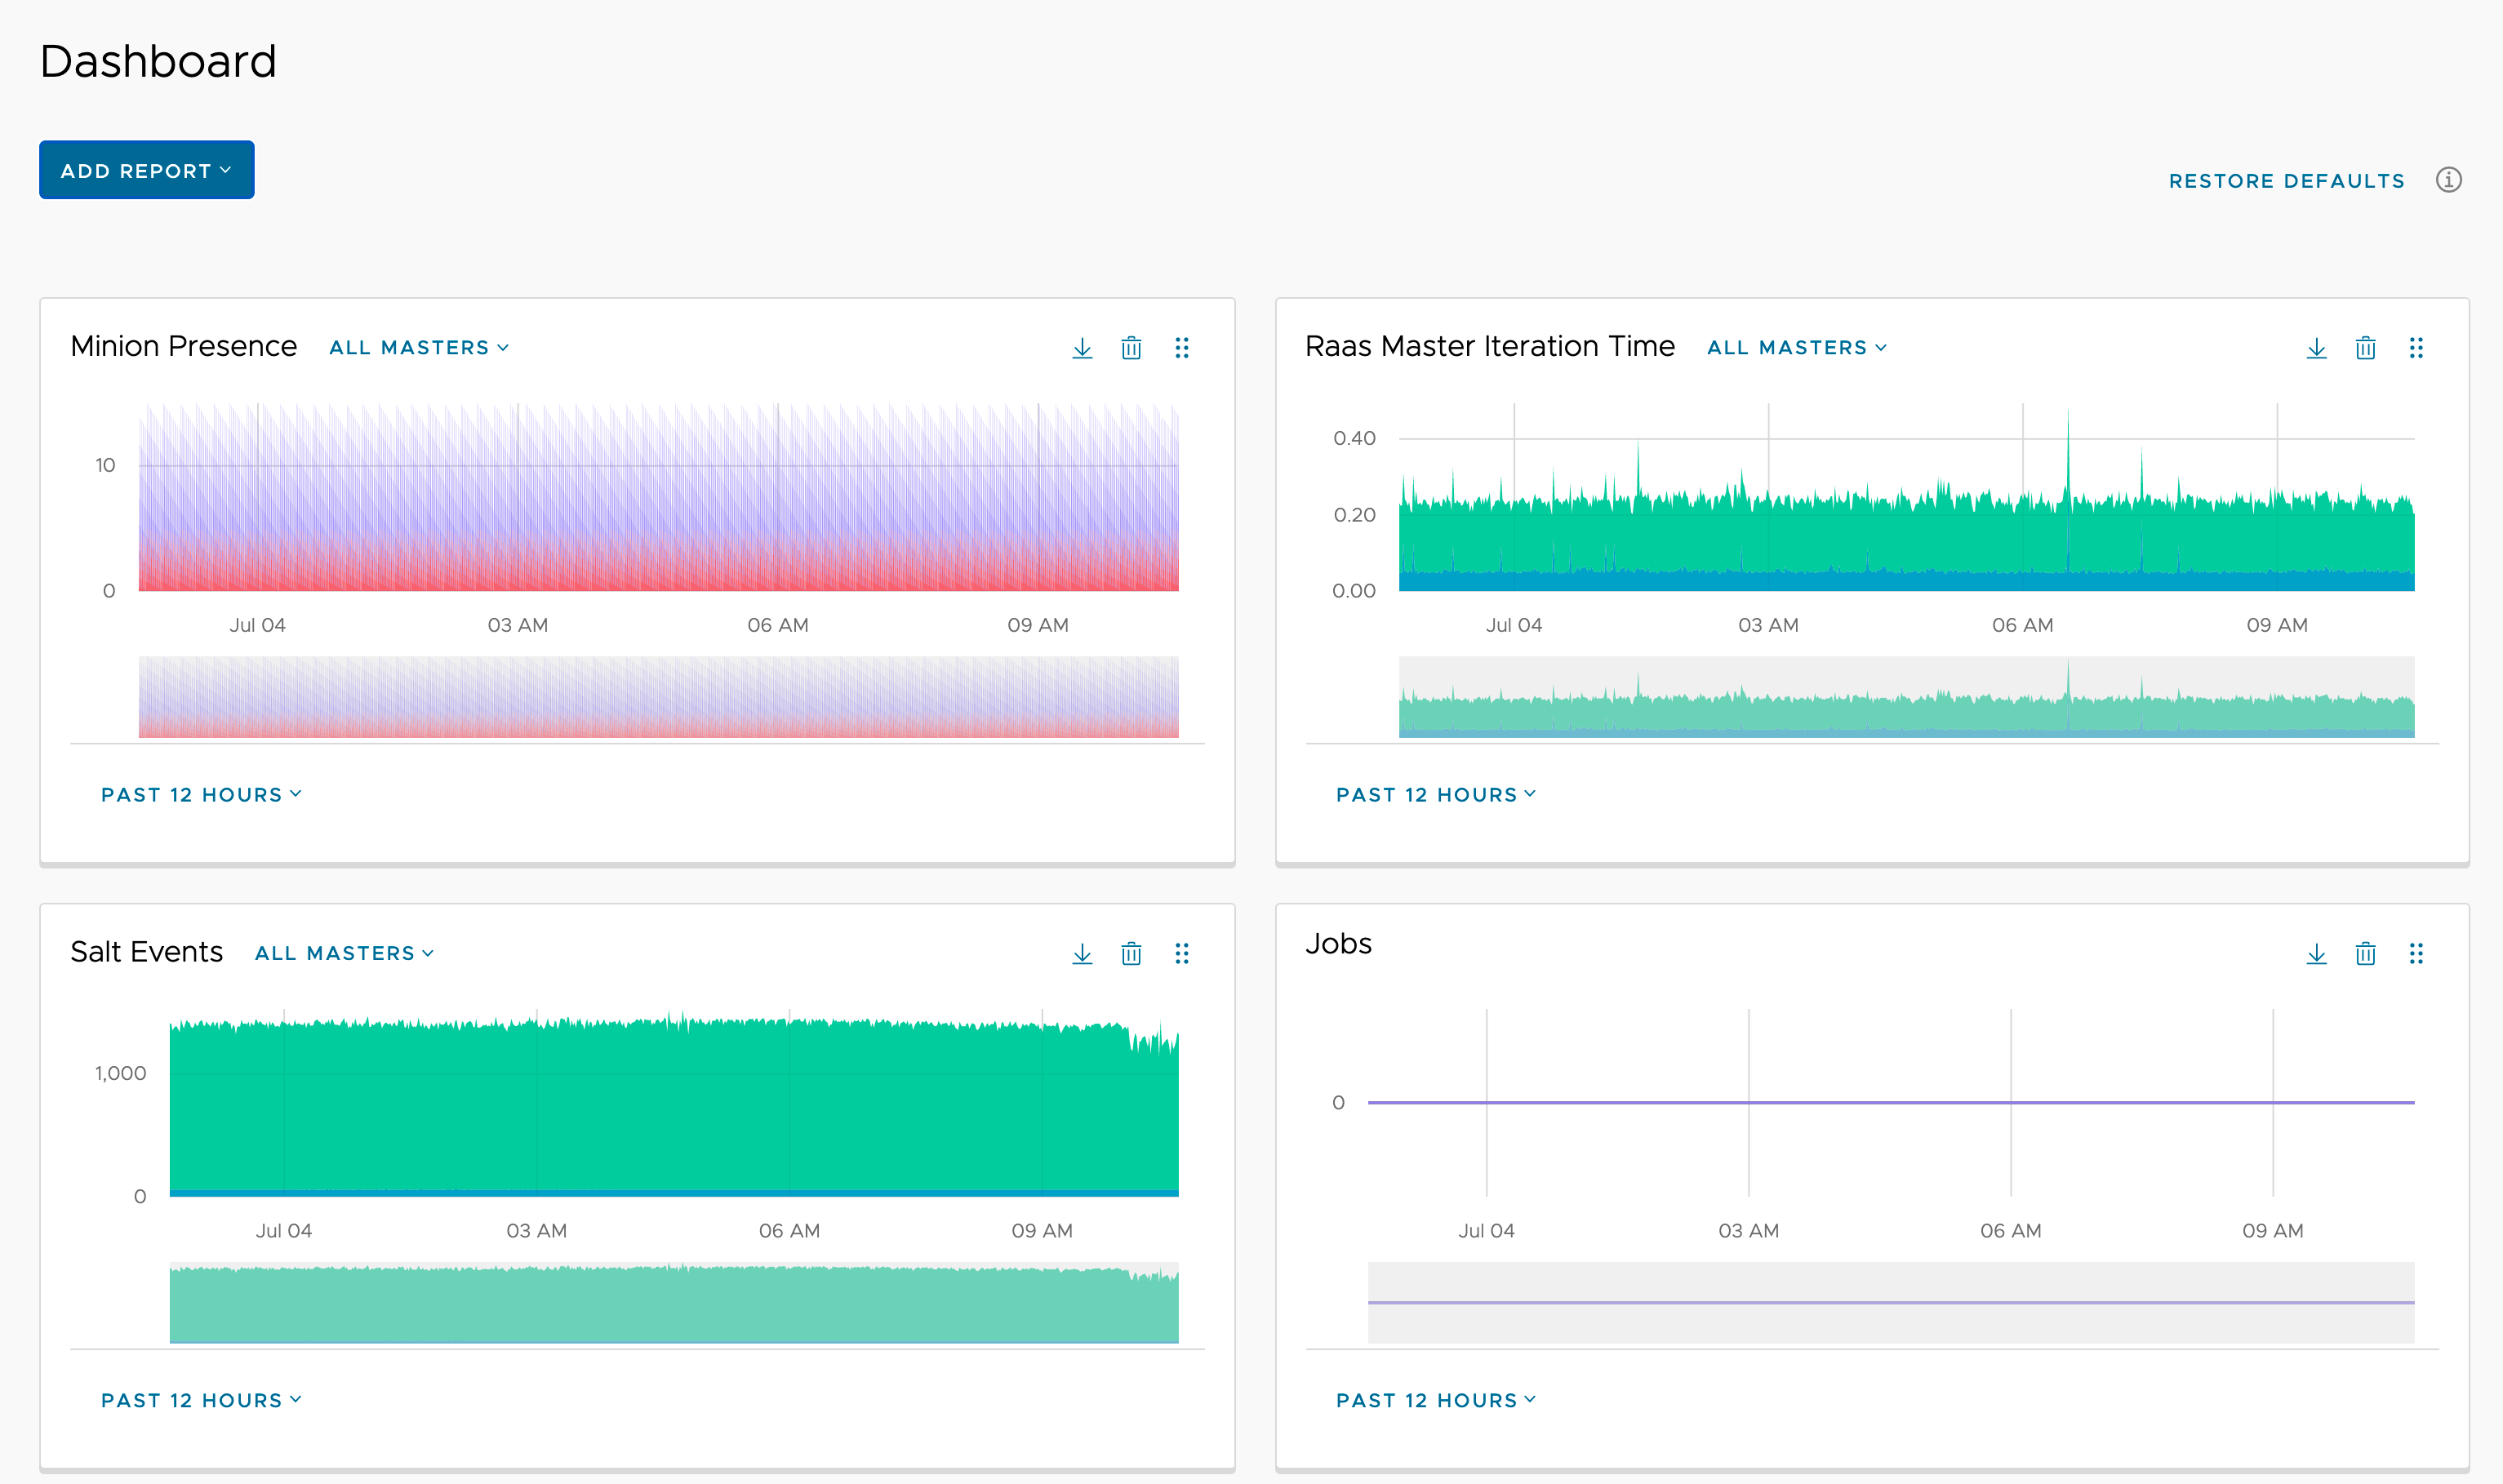 Dashboard
ADD REPORT
RESTORE DEFAULTS
Minion Presence ALL MASTERS
10
0
Jul 04 03 AM 06 AM 09 AM
PAST 12 HOURS
Raas Master Iteration Time ALL MASTERS
0.40
0.20
0.00
Jul 04 03 AM 06 AM 09 AM
PAST 12 HOURS
Salt Events ALL MASTERS
1,000
0
Jul 04 03 AM 06 AM 09 AM
PAST 12 HOURS
Jobs
0
Jul 04 03 AM 06 AM 09 AM
PAST 12 HOURS